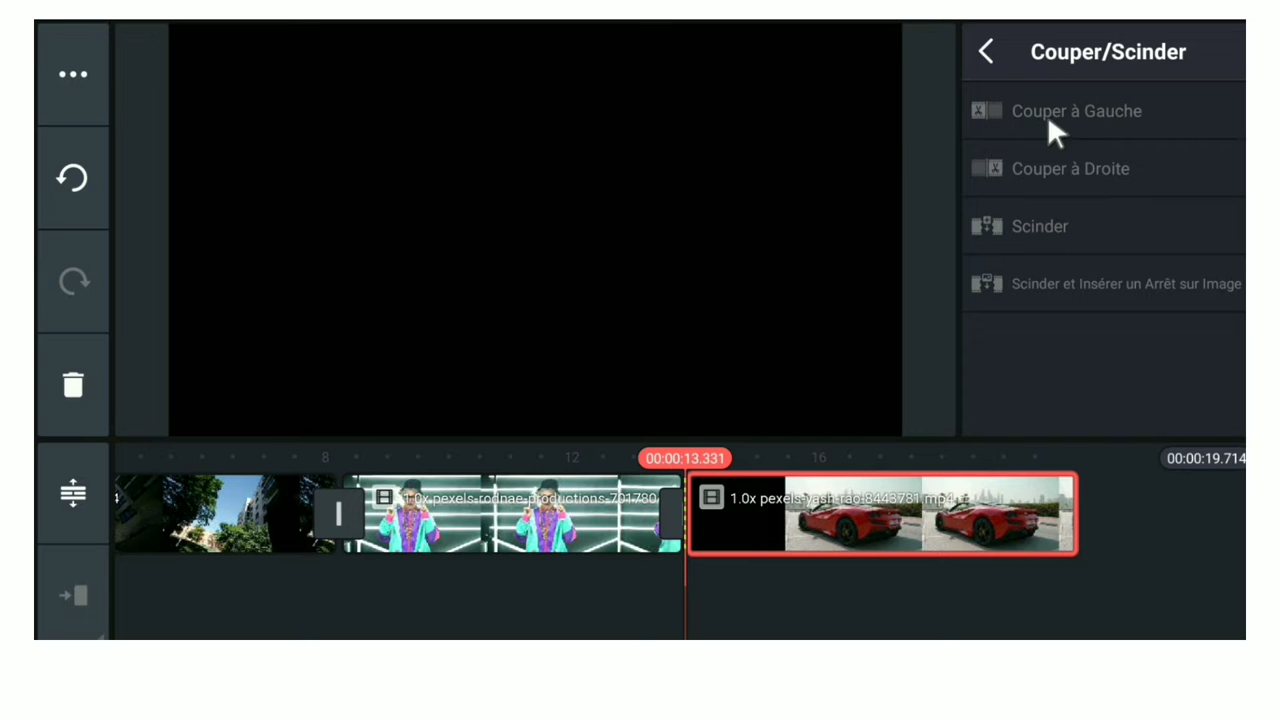 Couper/Scinder
Couper à Gauche
Couper à Droite
Scinder
Scinder et Insérer un Arrêt sur Image
8
12
00:00:13.331
16
00:00:19.714
4
1.0x pexels-rodnae-productions-701780
1.0x pexels-yash-rao-8448781.mp4